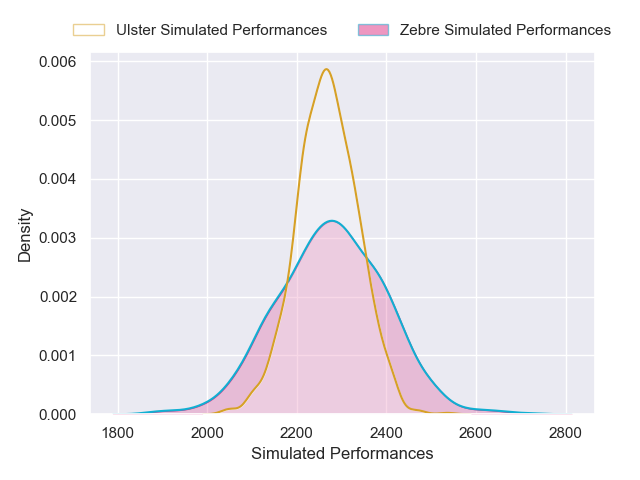 Ulster Simulated Performances Zebre Simulated Performances
0.006
0.005
0.004
0.003
0.002
0.001
0.000
Density
1800 2000 2200 2400 2600 2800
Simulated Performances